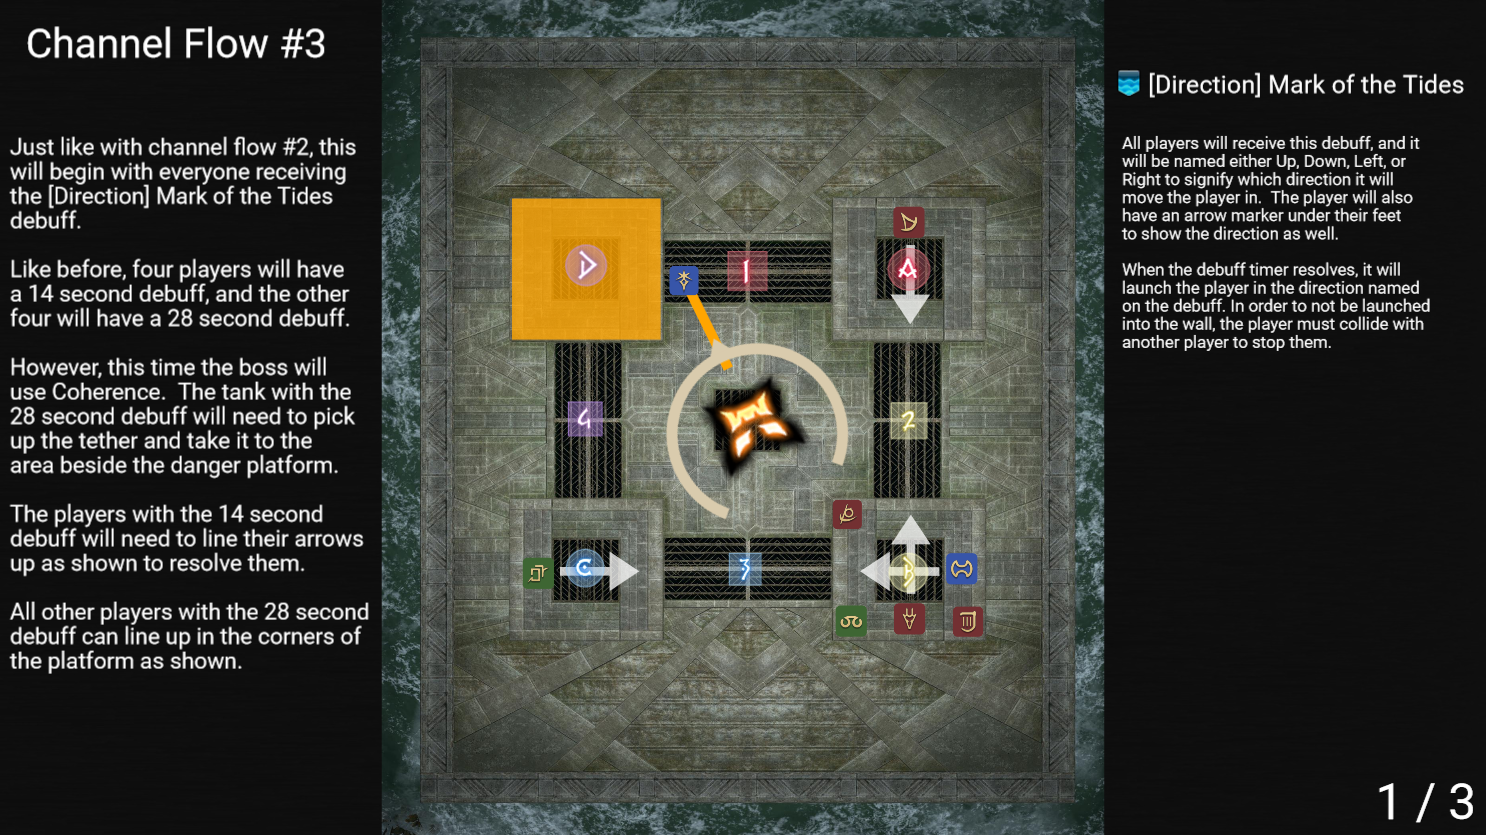 Channel Flow #3
Just like with channel flow #2, this
will begin with everyone receiving
the [Direction] Mark of the Tides
debuff.
Like before, four players will have
a 14 second debuff, and the other
four will have a 28 second debuff.
However, this time the boss will
use Coherence.  The tank with the
28 second debuff will need to pick
up the tether and take it to the
area beside the danger platform.
The players with the 14 second
debuff will need to line their arrows
up as shown to resolve them.
All other players with the 28 second
debuff can line up in the corners of
the platform as shown.
D
1
A
4
2
C
3
B
[Direction] Mark of the Tides
All players will receive this debuff, and it
will be named either Up, Down, Left, or
Right to signify which direction it will
move the player in.  The player will also
have an arrow marker under their feet
to show the direction as well.
When the debuff timer resolves, it will
launch the player in the direction named
on the debuff. In order to not be launched
into the wall, the player must collide with
another player to stop them.
1 / 3